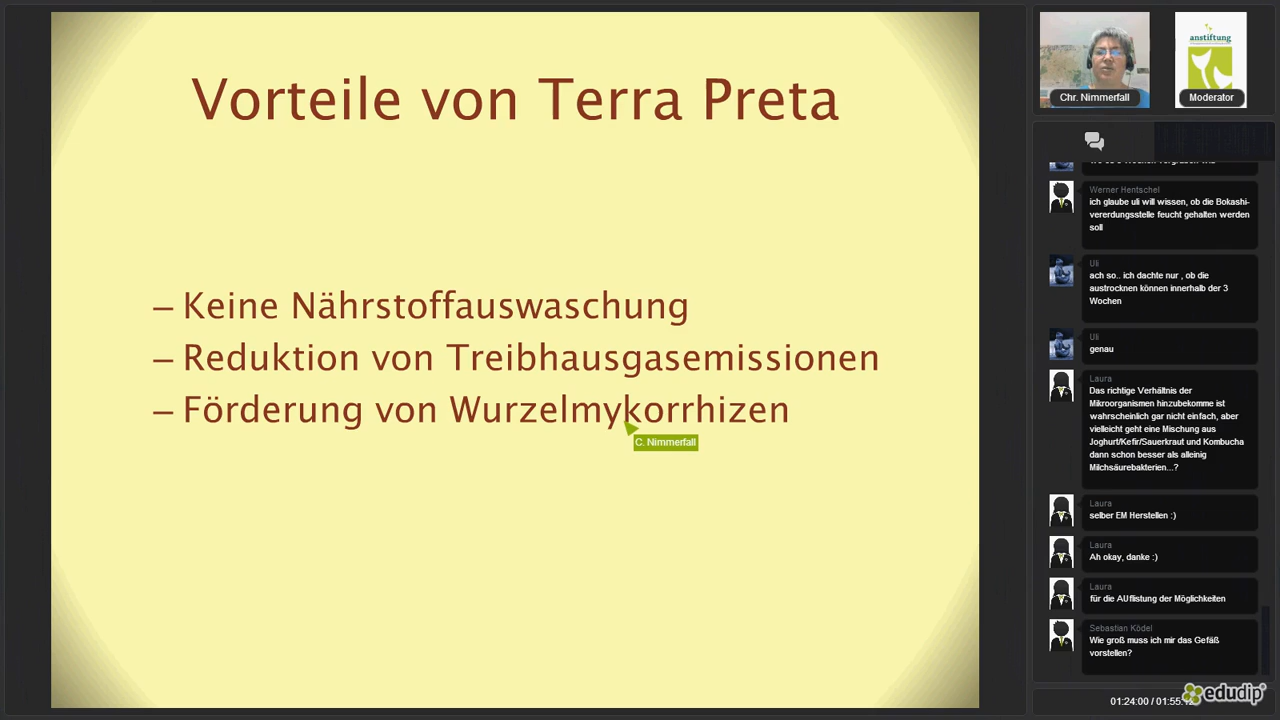 Vorteile von Terra Preta
– Keine Nährstoffauswaschung
– Reduktion von Treibhausgasemissionen
– Förderung von Wurzelmykorrhizen
C. Nimmerfall
anstiftung
Chr. Nimmerfall
Moderator
Werner Hentschel
ich glaube uli will wissen, ob die Bokashi-
vererdungsstelle feucht gehalten werden
soll
Uli
ach so.. ich dachte nur , ob die
austrocknen können innerhalb der 3
Wochen
Uli
genau
Laura
Das richtige Verhältnis der
Mikroorganismen hinzubekomme ist
wahrscheinlich gar nicht einfach, aber
vielleicht geht eine Mischung aus
Joghurt/Kefir/Sauerkraut und Kombucha
dann schon besser als alleinig
Milchsäurebakterien...?
Laura
selber EM Herstellen :)
Laura
Ah okay, danke :)
Laura
für die AUflistung der Möglichkeiten
Sebastian Ködel
Wie groß muss ich mir das Gefäß
vorstellen?
01:24:00 /
edudip